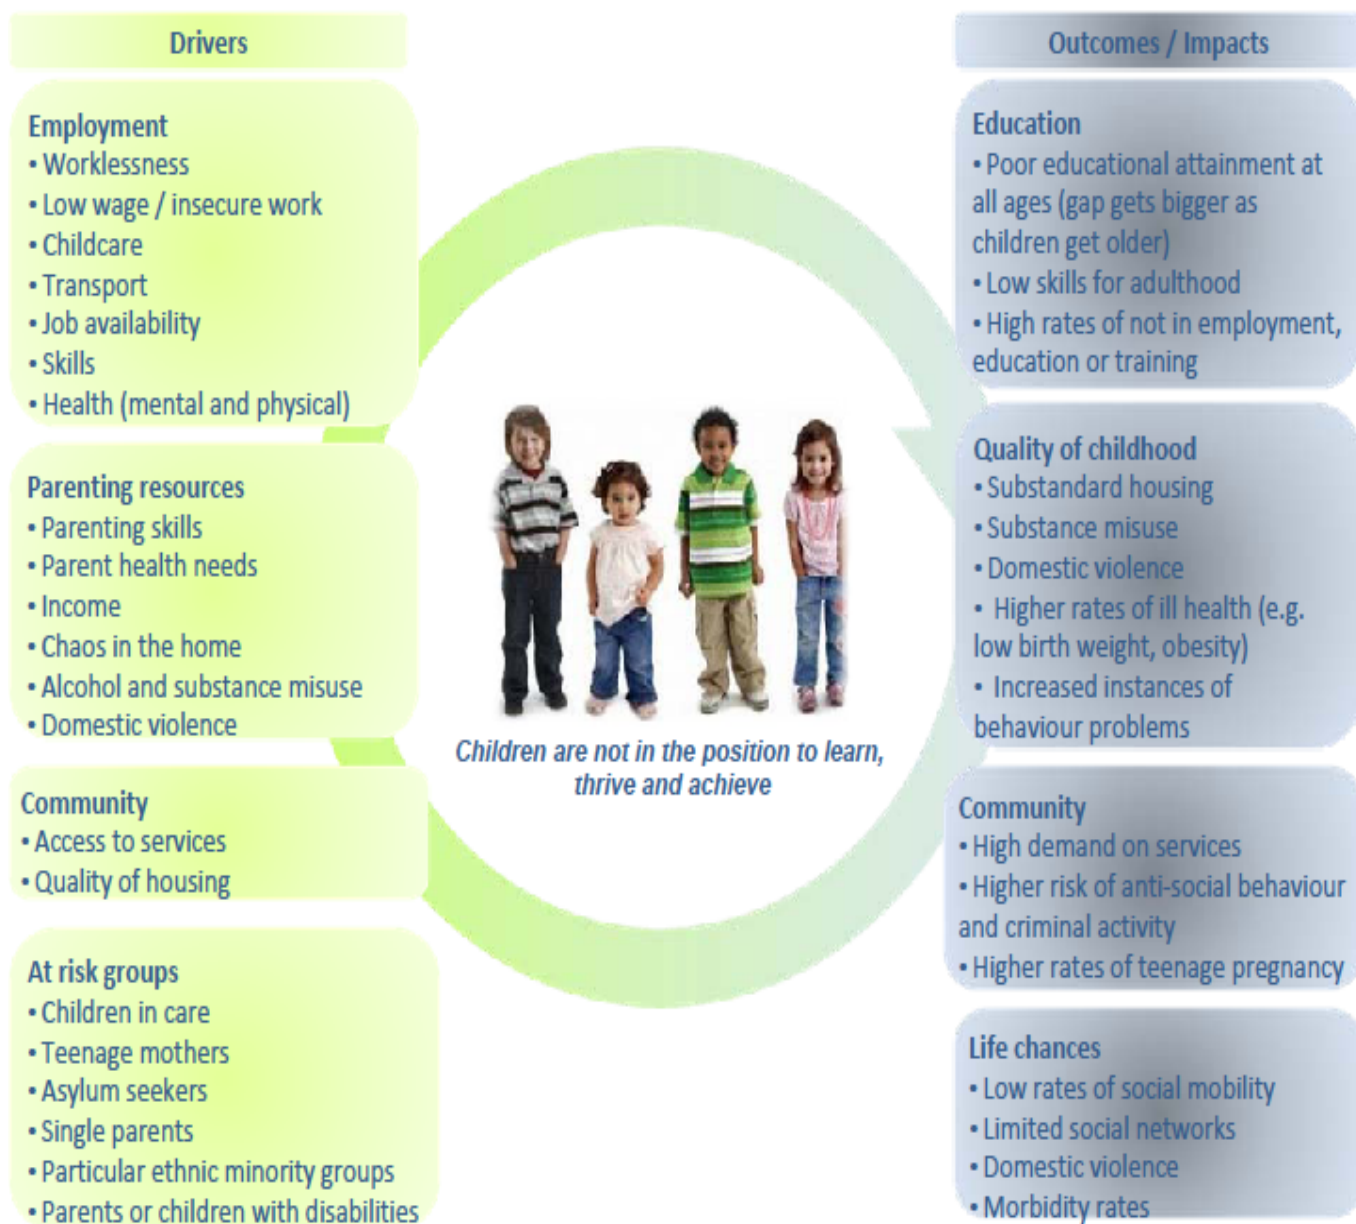 Drivers
Employment
• Worklessness
• Low wage / insecure work
• Childcare
• Transport
• Job availability
• Skills
• Health (mental and physical)
Parenting resources
• Parenting skills
• Parent health needs
• Income
• Chaos in the home
• Alcohol and substance misuse
• Domestic violence
Community
• Access to services
• Quality of housing
At risk groups
• Children in care
• Teenage mothers
• Asylum seekers
• Single parents
• Particular ethnic minority groups
• Parents or children with disabilities
Children are not in the position to learn,
thrive and achieve
Outcomes / Impacts
Education
• Poor educational attainment at
all ages (gap gets bigger as
children get older)
• Low skills for adulthood
• High rates of not in employment,
education or training
Quality of childhood
• Substandard housing
• Substance misuse
• Domestic violence
• Higher rates of ill health (e.g.
low birth weight, obesity)
• Increased instances of
behaviour problems
Community
• High demand on services
• Higher risk of anti-social behaviour
and criminal activity
• Higher rates of teenage pregnancy
Life chances
• Low rates of social mobility
• Limited social networks
• Domestic violence
• Morbidity rates